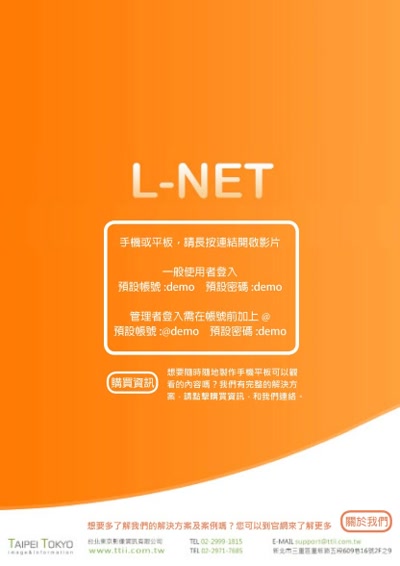 L-NET
手機或平板，請長按連結開啟影片
一般使用者登入
預設帳號 :demo 預設密碼 :demo
管理者登入需在帳號前加上 @
預設帳號 :@demo 預設密碼 :demo
購買資訊
想要隨時隨地製作手機平板可以觀
看的內容嗎？我們有完整的解決方
案，請點擊購買資訊，和我們連絡。
想要多了解我們的解決方案及案例嗎？您可以到官網來了解更多
關於我們
TAIPEI TOKYO
image&information
台北東京影像資訊有限公司
www.ttii.com.tw
TEL 02-2999-1815
TEL 02-2971-7685
E-MAIL support@ttii.com.tw
新北市三重區重新路五段609巷16號2F之9